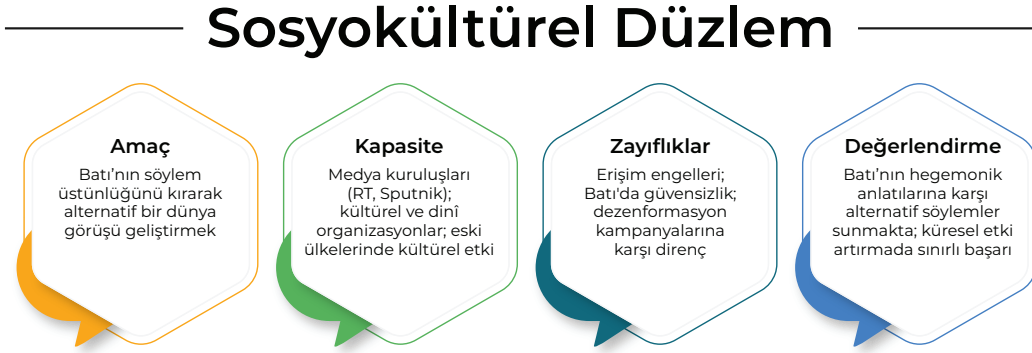 Sosyokültürel Düzlem
Amaç
Batı’nın söylem
üstünlüğünü kırarak
alternatif bir dünya
görüşü geliştirmek
Kapasite
Medya kuruluşları
(RT, Sputnik);
kültürel ve dinî
organizasyonlar; eski
ülkelerinde kültürel etki
Zayıflıklar
Erişim engelleri;
Batı'da güvensizlik;
dezenformasyon
kampanyalarına
karşı direnç
Değerlendirme
Batı’nın hegemonik
anlatılarına karşı
alternatif söylemler
sunmakta; küresel etki
artırmada sınırlı başarı